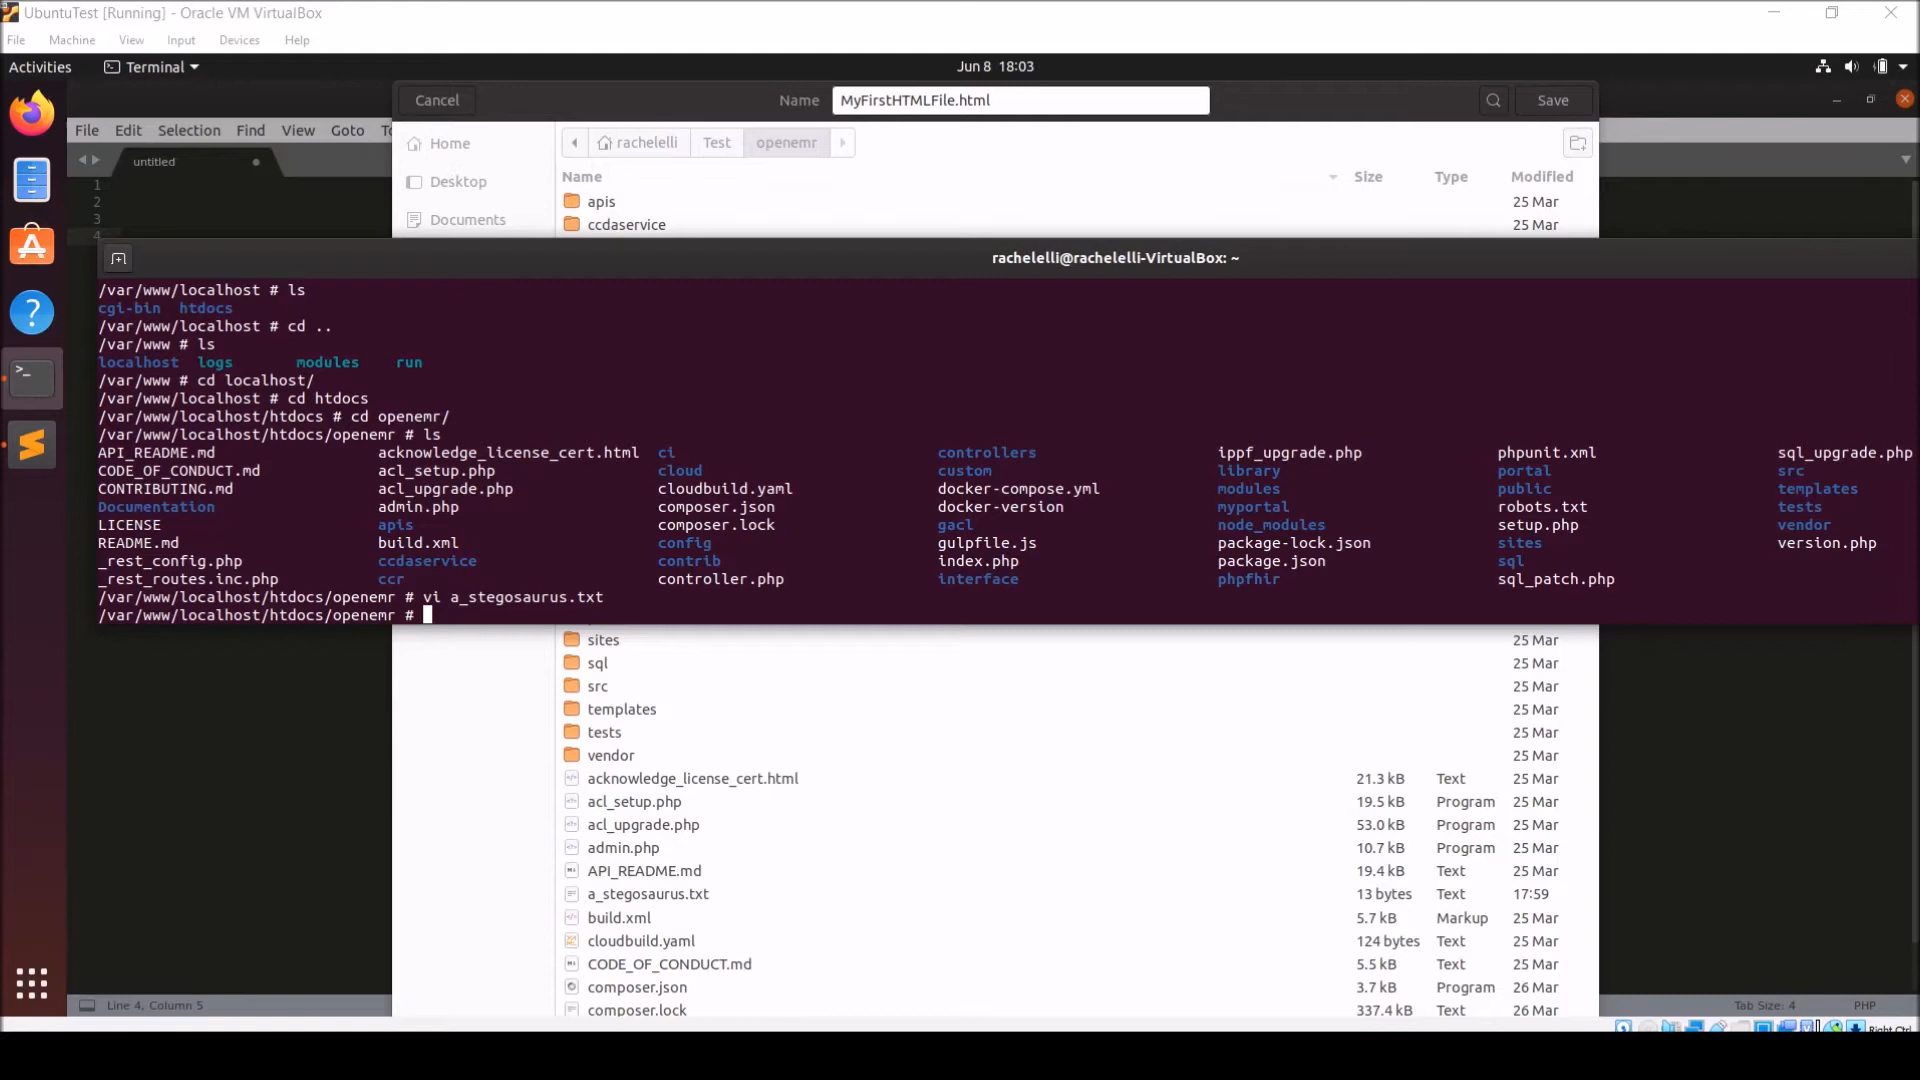 UbuntuTest [Running] - Oracle VM VirtualBox
File Machine View Input Devices Help
Activities Terminal Jun 8 18:03
Cancel Name MyFirstHTMLFile.html Save
File Edit Selection Find View Goto
Home rachelelli Test openemr
untitled
Name Size Type Modified
Desktop
1
apis 25 Mar
2
3
Documents
ccdaservice 25 Mar
4
rachelelli@rachelelli-VirtualBox: ~
/var/www/localhost # ls
cgi-bin htdocs
/var/www/localhost # cd ..
/var/www # ls
localhost logs modules run
/var/www # cd localhost/
/var/www/localhost # cd htdocs
/var/www/localhost/htdocs # cd openemr/
/var/www/localhost/htdocs/openemr # ls
API_README.md acknowledge_license_cert.html ci controllers ippf_upgrade.php phpunit.xml sql_upgrade.php
CODE_OF_CONDUCT.md acl_setup.php cloud custom library portal src
CONTRIBUTING.md acl_upgrade.php cloudbuild.yaml docker-compose.yml modules public templates
Documentation admin.php composer.json docker-version myportal robots.txt tests
LICENSE apis composer.lock gacl node_modules setup.php vendor
README.md build.xml config gulpfile.js package-lock.json sites version.php
_rest_config.php ccdaservice contrib index.php package.json sql
_rest_routes.inc.php ccr controller.php interface phpfhir sql_patch.php
/var/www/localhost/htdocs/openemr # vi a_stegosaurus.txt
/var/www/localhost/htdocs/openemr #
sites 25 Mar
sql 25 Mar
src 25 Mar
templates 25 Mar
tests 25 Mar
vendor 25 Mar
acknowledge_license_cert.html 21.3 kB Text 25 Mar
acl_setup.php 19.5 kB Program 25 Mar
acl_upgrade.php 53.0 kB Program 25 Mar
admin.php 10.7 kB Program 25 Mar
API_README.md 19.4 kB Text 25 Mar
a_stegosaurus.txt 13 bytes Text 17:59
build.xml 5.7 kB Markup 25 Mar
cloudbuild.yaml 124 bytes Text 25 Mar
CODE_OF_CONDUCT.md 5.5 kB Text 25 Mar
composer.json 3.7 kB Program 26 Mar
composer.lock 337.4 kB Text 26 Mar
Line 4, Column 5 Tab Size: 4 PHP
Right Ctrl